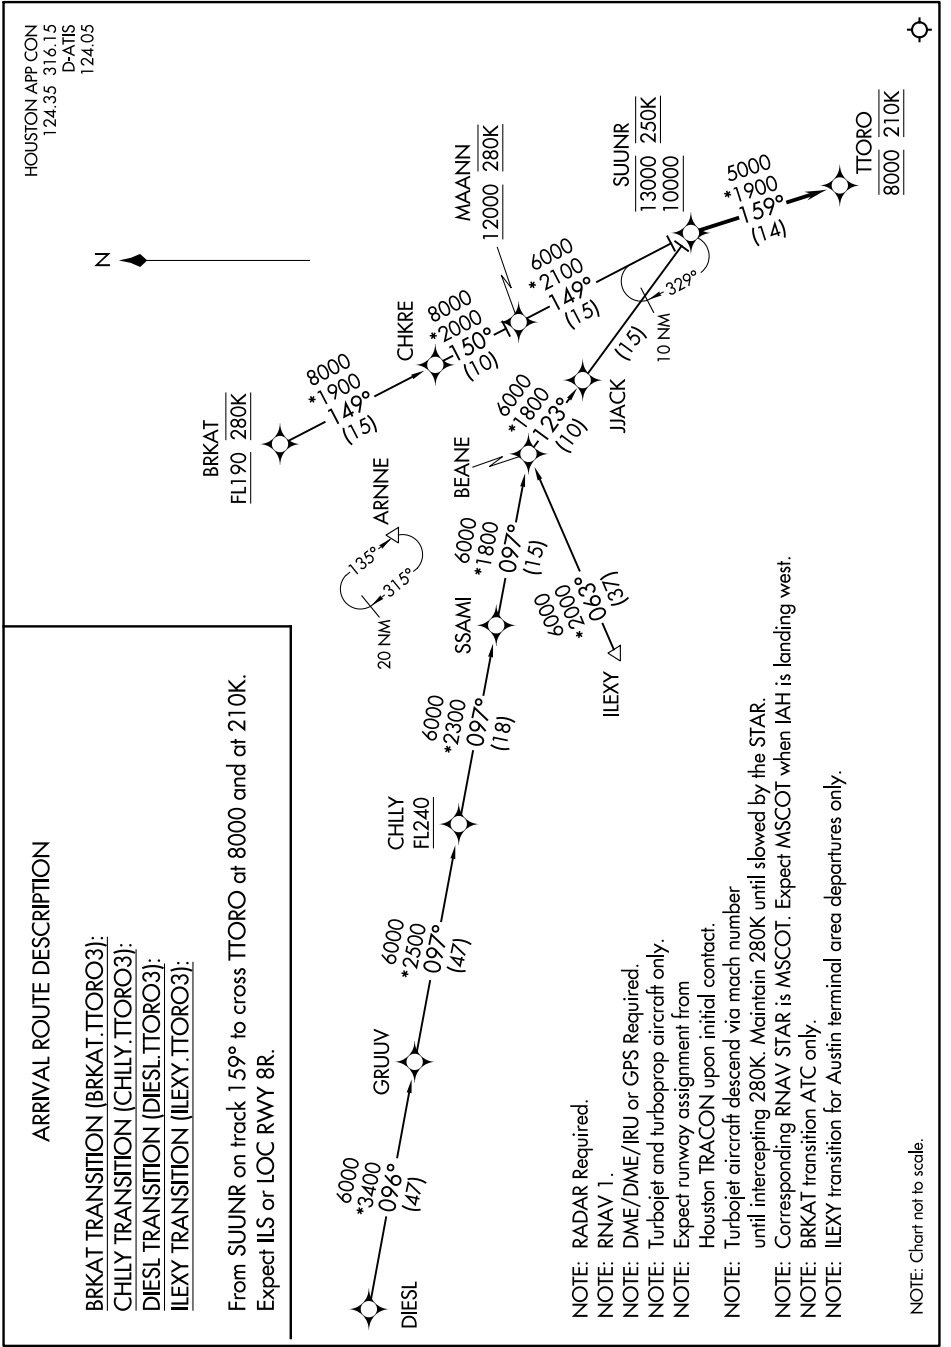 ARRIVAL ROUTE DESCRIPTION
BRKAT TRANSITION (BRKAT.TTORO3):
CHLLY TRANSITION (CHLLY.TTORO3):
DIESL TRANSITION (DIESL.TTORO3):
ILEXY TRANSITION (ILEXY.TTORO3):
From SUUNR on track 159° to cross TTORO at 8000 and at 210K.
Expect ILS or LOC RWY 8R.
HOUSTON APP CON
124.35 316.15
D-ATIS
124.05
N
BRKAT
FL190 280K
8000
*1900
149°
(15)
CHKRE
8000
*2000
150°
(10)
MAANN
12000 280K
6000
*2100
149°
(15)
SUUNR
13000 250K
10000
5000
*1900
159°
(14)
TTORO
8000 210K
329°
10 NM
(15)
JJACK
6000
*1800
123°
(10)
BEANE
ARNNE
135°
315°
20 NM
6000
*1800
097°
(15)
SSAMI
6000
*2000
063°
(37)
ILEXY
6000
*2300
097°
(18)
CHLLY
FL240
6000
*2500
097°
(47)
GRUUV
6000
*3400
096°
(47)
DIESL
NOTE: RADAR Required.
NOTE: RNAV 1.
NOTE: DME/DME/IRU or GPS Required.
NOTE: Turbojet and turboprop aircraft only.
NOTE: Expect runway assignment from
Houston TRACON upon initial contact.
NOTE: Turbojet aircraft descend via mach number
until intercepting 280K. Maintain 280K until slowed by the STAR.
NOTE: Corresponding RNAV STAR is MSCOT. Expect MSCOT when IAH is landing west.
NOTE: BRKAT transition ATC only.
NOTE: ILEXY transition for Austin terminal area departures only.
NOTE: Chart not to scale.